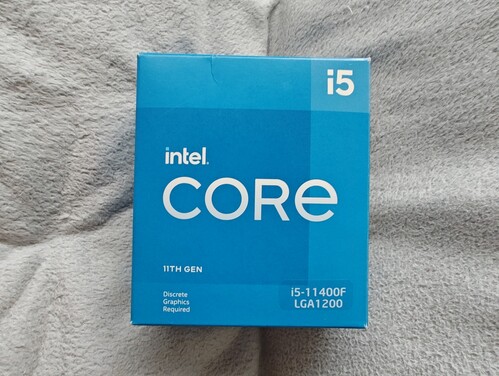 i5
intel.
CORE
11TH GEN
Discrete
Graphics
Required
i5-11400F
LGA1200